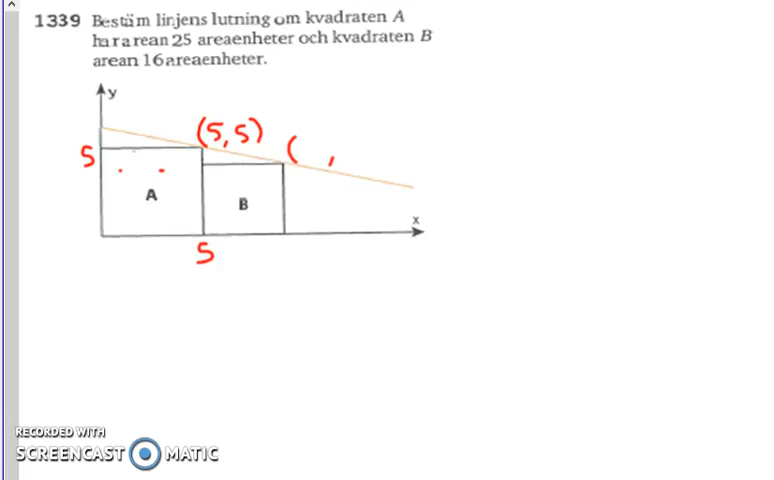 1339 Bestäm linjens lutning om kvadraten A
har arean 25 areaenheter och kvadraten B
arean 16 areaenheter.
y
(5,5) ( ,
5
A
B
x
5
RECORDED WITH
SCREENCAST MATIC